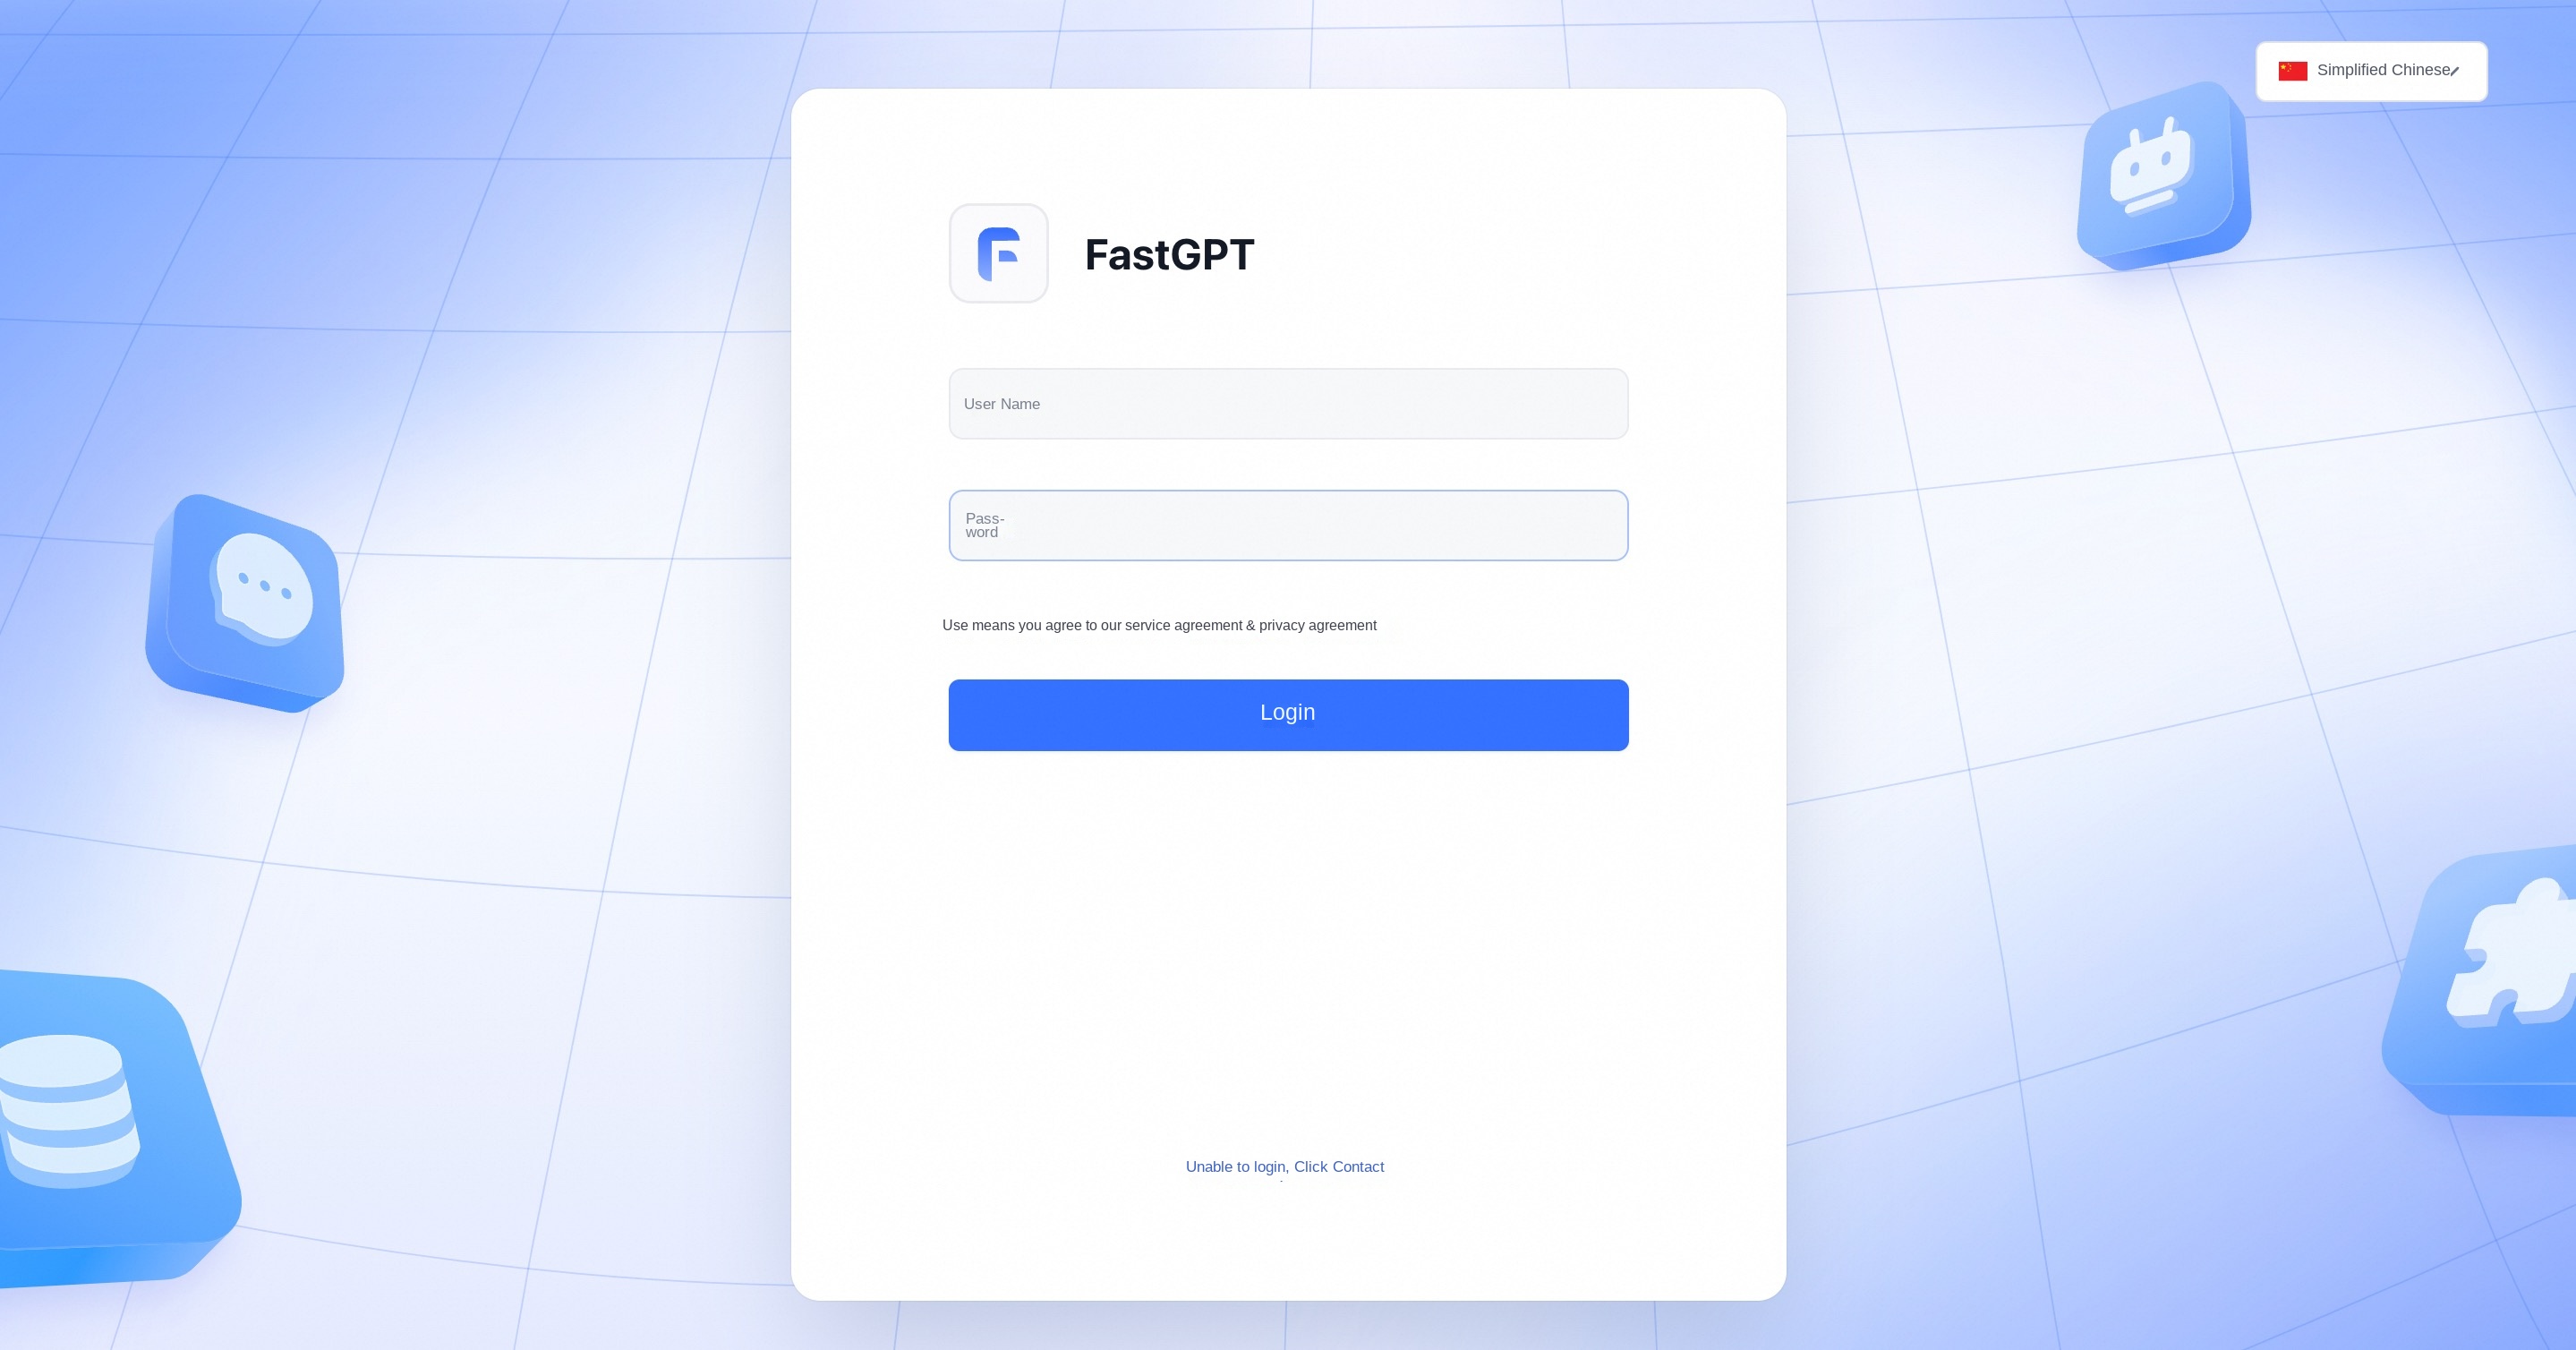 Simplified Chinese
FastGPT
User Name
Pass-
word
Use means you agree to our service agreement & privacy agreement
Login
Unable to login, Click Contact